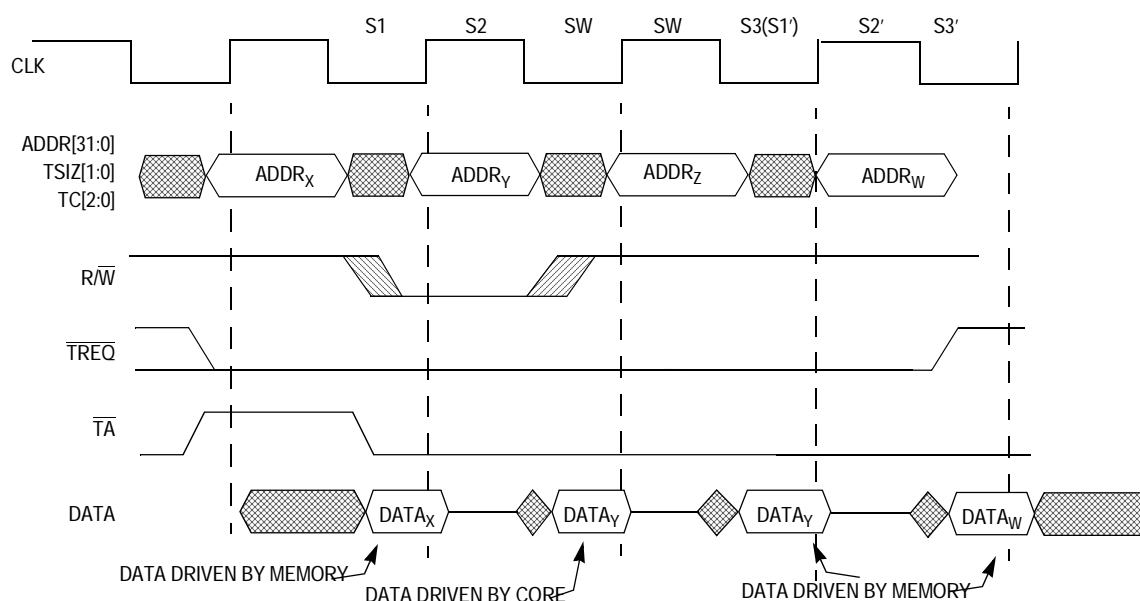 S1 S2 SW SW S3(S1') S2' S3'
CLK
ADDR[31:0]
TSIZ[1:0]
TC[2:0]
ADDRX ADDRY ADDRZ ADDRW
R/W
TREQ
TA
DATA
DATAX DATAY DATAY DATAW
DATA DRIVEN BY MEMORY
DATA DRIVEN BY CORE
DATA DRIVEN BY MEMORY